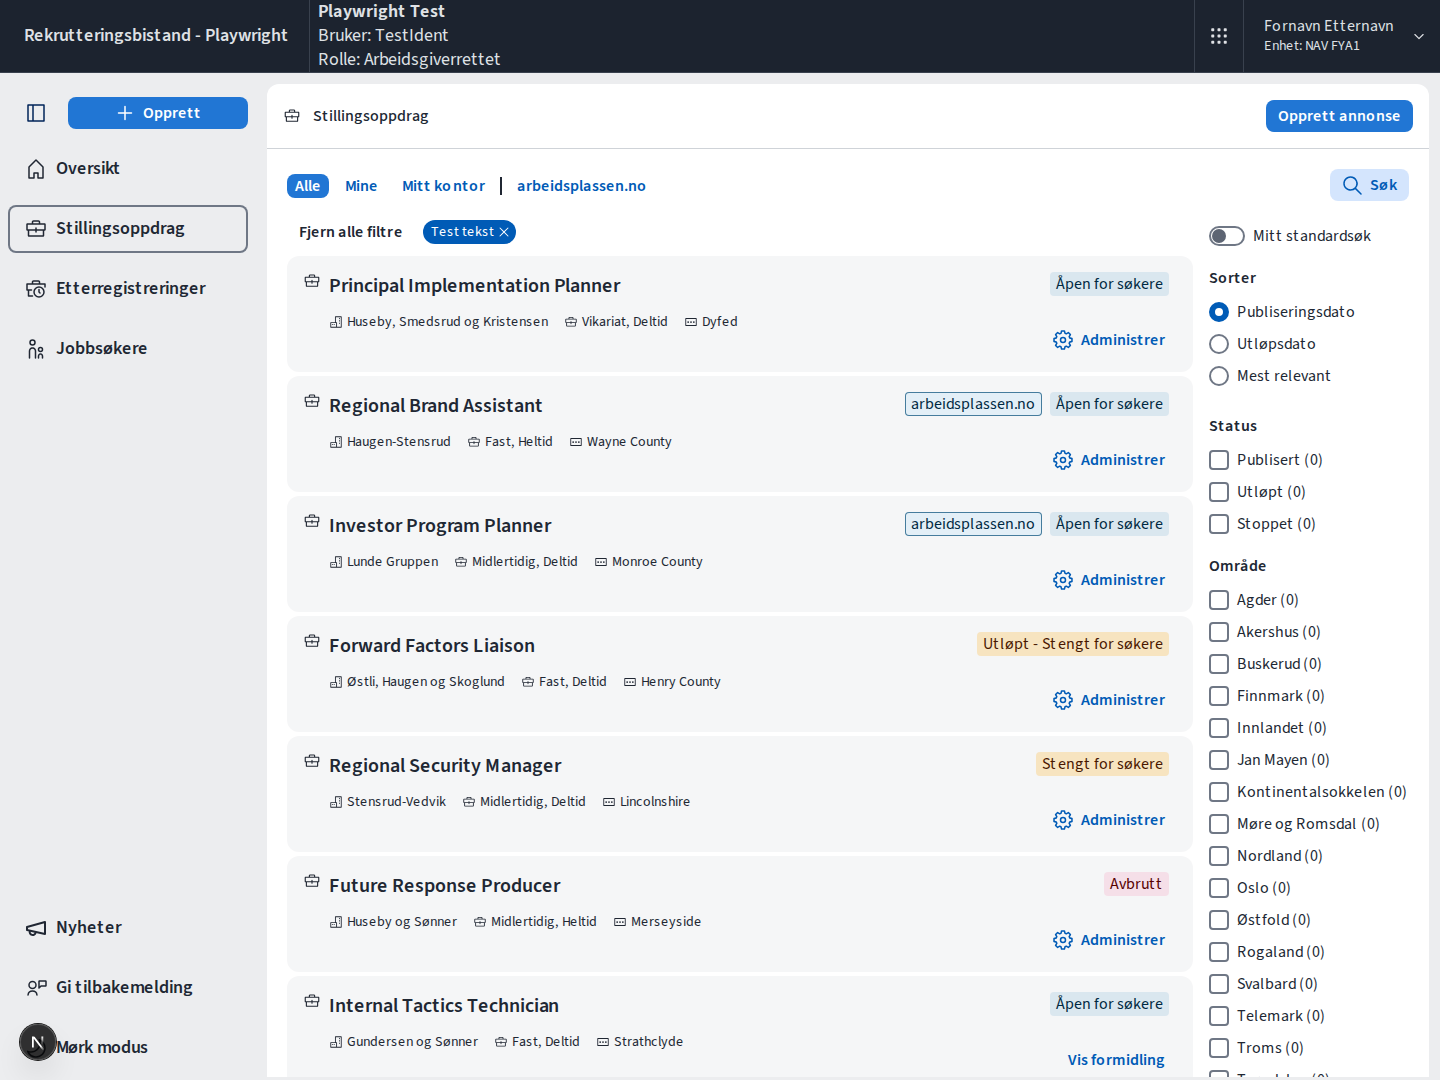 Rekrutteringsbistand - Playwright
Playwright Test
Bruker: TestIdent
Rolle: Arbeidsgiverrettet
Fornavn Etternavn
Enhet: NAV FYA1
Opprett
Oversikt
Stillingsoppdrag
Etterregistreringer
Jobbsøkere
Nyheter
Gi tilbakemelding
N
Mørk modus
Stillingsoppdrag
Opprett annonse
Alle
Mine
Mitt kontor
arbeidsplassen.no
Søk
Fjern alle filtre
Test tekst
Principal Implementation Planner
Åpen for søkere
Huseby, Smedsrud og Kristensen
Vikariat, Deltid
Dyfed
Administrer
Regional Brand Assistant
arbeidsplassen.no
Åpen for søkere
Haugen-Stensrud
Fast, Heltid
Wayne County
Administrer
Investor Program Planner
arbeidsplassen.no
Åpen for søkere
Lunde Gruppen
Midlertidig, Deltid
Monroe County
Administrer
Forward Factors Liaison
Utløpt - Stengt for søkere
Østli, Haugen og Skoglund
Fast, Deltid
Henry County
Administrer
Regional Security Manager
Stengt for søkere
Stensrud-Vedvik
Midlertidig, Deltid
Lincolnshire
Administrer
Future Response Producer
Avbrutt
Huseby og Sønner
Midlertidig, Heltid
Merseyside
Administrer
Internal Tactics Technician
Åpen for søkere
Gundersen og Sønner
Fast, Deltid
Strathclyde
Vis formidling
Mitt standardsøk
Sorter
Publiseringsdato
Utløpsdato
Mest relevant
Status
Publisert (0)
Utløpt (0)
Stoppet (0)
Område
Agder (0)
Akershus (0)
Buskerud (0)
Finnmark (0)
Innlandet (0)
Jan Mayen (0)
Kontinentalsokkelen (0)
Møre og Romsdal (0)
Nordland (0)
Oslo (0)
Østfold (0)
Rogaland (0)
Svalbard (0)
Telemark (0)
Troms (0)